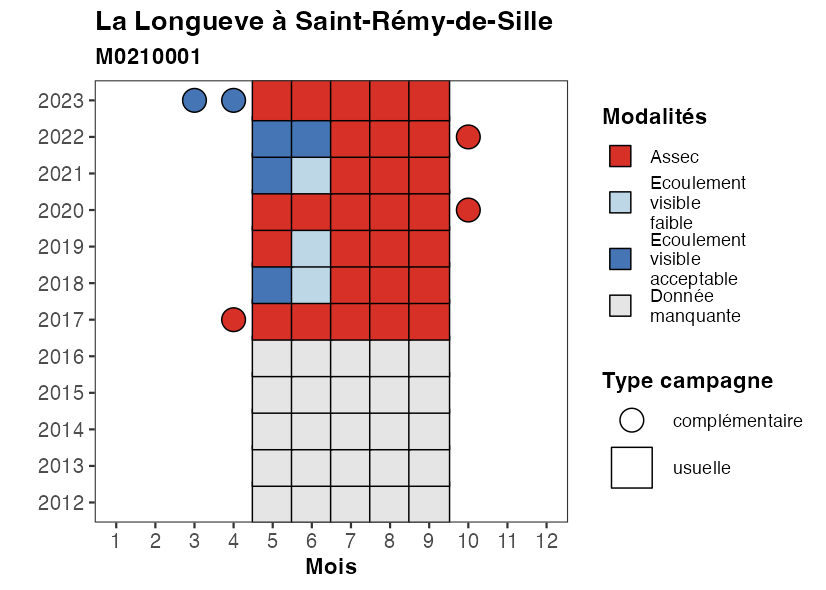 La Longueve à Saint-Rémy-de-Sille
M0210001
2023
2022
2021
2020
2019
2018
2017
2016
2015
2014
2013
2012
1 2 3 4 5 6 7 8 9 10 11 12
Mois
Modalités
Assec
Ecoulement
visible
faible
Ecoulement
visible
acceptable
Donnée
manquante
Type campagne
complémentaire
usuelle